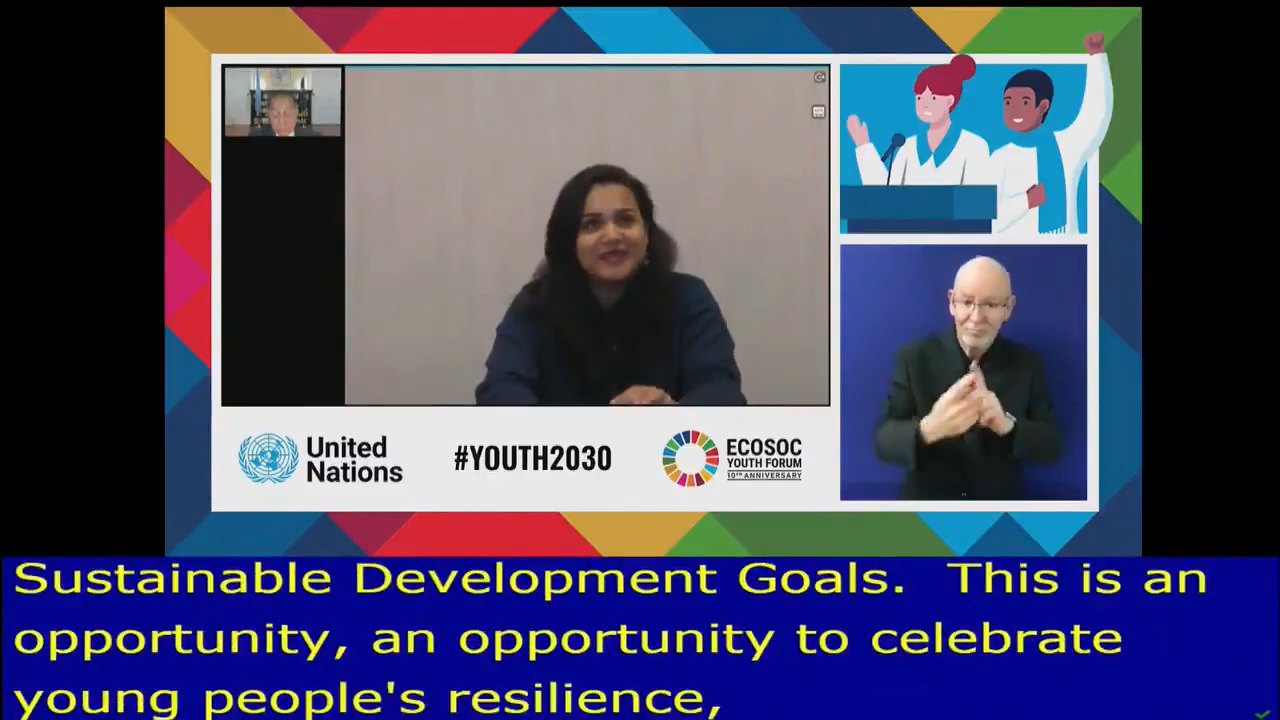 United
Nations
#YOUTH2030
ECOSOC
YOUTH FORUM
10TH ANNIVERSARY
Sustainable Development Goals.  This is an
opportunity, an opportunity to celebrate
young people's resilience,